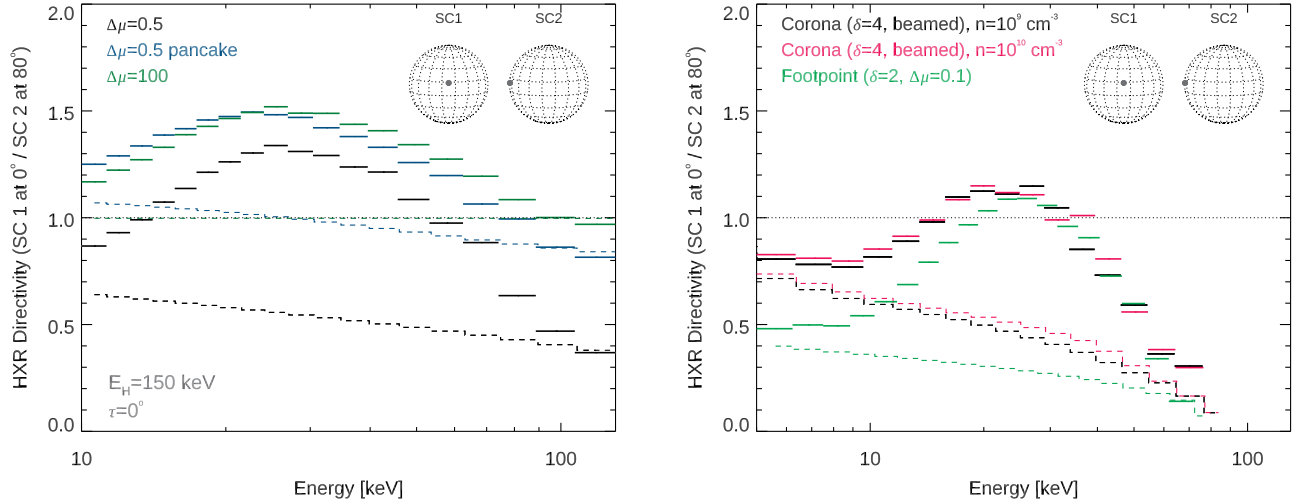 HXR Directivity (SC 1 at 0° / SC 2 at 80°)
2.0
1.5
1.0
0.5
0.0
Δμ=0.5
Δμ=0.5 pancake
Δμ=100
SC1 SC2
E_H=150 keV
τ=0°
10 100
Energy [keV]
HXR Directivity (SC 1 at 0° / SC 2 at 80°)
2.0
1.5
1.0
0.5
0.0
SC1 SC2
Corona (δ=4, beamed), n=10⁹ cm⁻³
Corona (δ=4, beamed), n=10¹⁰ cm⁻³
Footpoint (δ=2, Δμ=0.1)
10 100
Energy [keV]